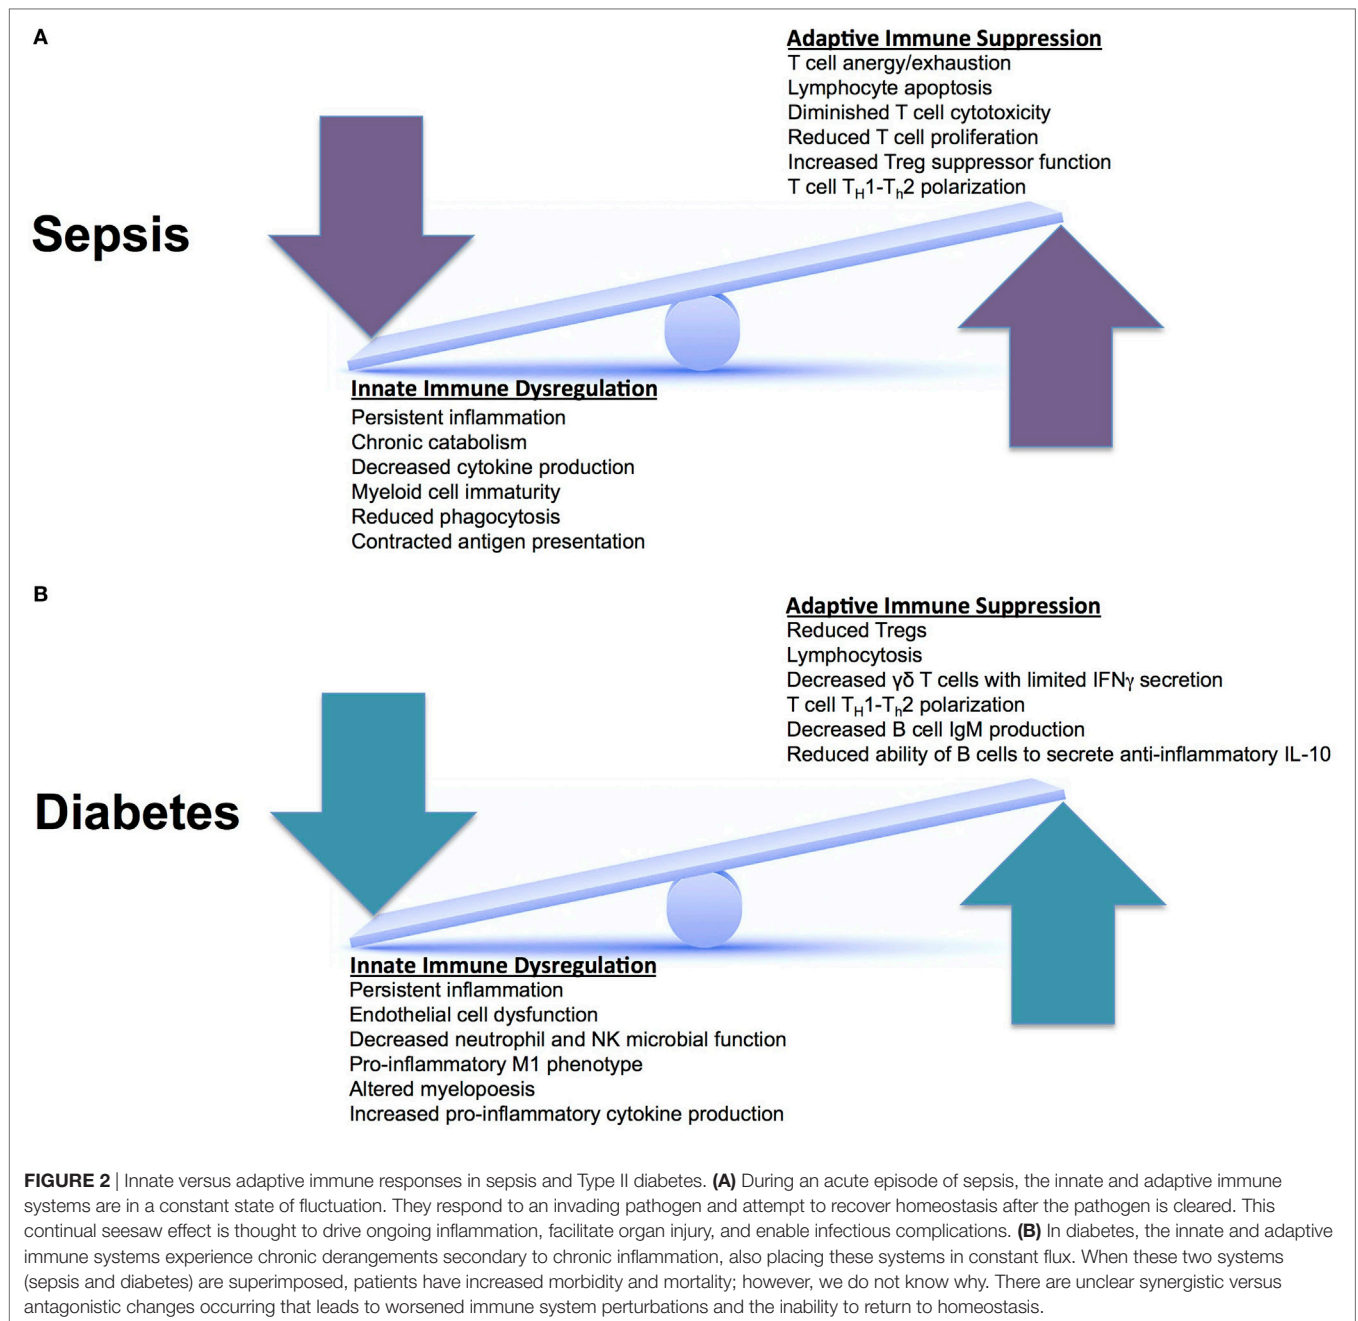 A
Adaptive Immune Suppression
T cell anergy/exhaustion
Lymphocyte apoptosis
Diminished T cell cytotoxicity
Reduced T cell proliferation
Increased Treg suppressor function
T cell TH1-Th2 polarization
Sepsis
Innate Immune Dysregulation
Persistent inflammation
Chronic catabolism
Decreased cytokine production
Myeloid cell immaturity
Reduced phagocytosis
Contracted antigen presentation
B
Adaptive Immune Suppression
Reduced Tregs
Lymphocytosis
Decreased γδ T cells with limited IFNγ secretion
T cell TH1-Th2 polarization
Decreased B cell IgM production
Reduced ability of B cells to secrete anti-inflammatory IL-10
Diabetes
Innate Immune Dysregulation
Persistent inflammation
Endothelial cell dysfunction
Decreased neutrophil and NK microbial function
Pro-inflammatory M1 phenotype
Altered myelopoesis
Increased pro-inflammatory cytokine production
FIGURE 2 | Innate versus adaptive immune responses in sepsis and Type II diabetes. (A) During an acute episode of sepsis, the innate and adaptive immune
systems are in a constant state of fluctuation. They respond to an invading pathogen and attempt to recover homeostasis after the pathogen is cleared. This
continual seesaw effect is thought to drive ongoing inflammation, facilitate organ injury, and enable infectious complications. (B) In diabetes, the innate and adaptive
immune systems experience chronic derangements secondary to chronic inflammation, also placing these systems in constant flux. When these two systems
(sepsis and diabetes) are superimposed, patients have increased morbidity and mortality; however, we do not know why. There are unclear synergistic versus
antagonistic changes occurring that leads to worsened immune system perturbations and the inability to return to homeostasis.